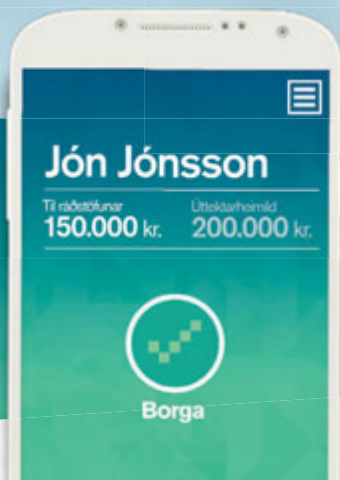 Jón Jónsson
Til ráðstöfunar Úttektarheimild
150.000 kr. 200.000 kr.
Borga